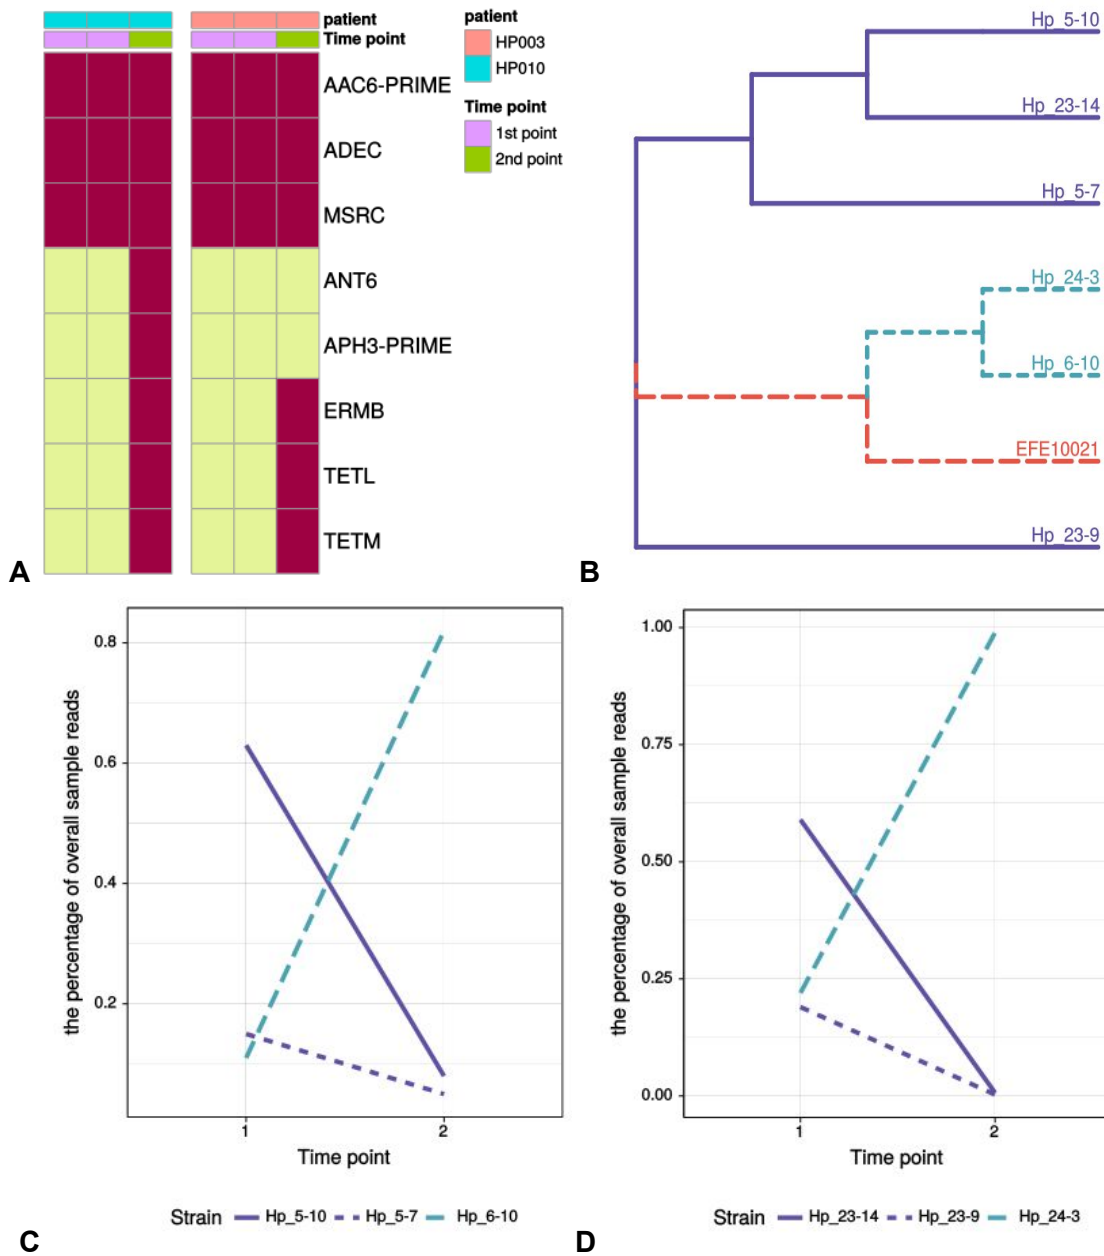 patient
Time point
AAC6-PRIME
ADEC
MSRC
ANT6
APH3-PRIME
ERMB
TETL
TETM
patient
HP003
HP010
Time point
1st point
2nd point
A
Hp_5-10
Hp_23-14
Hp_5-7
Hp_24-3
Hp_6-10
EFE10021
Hp_23-9
B
the percentage of overall sample reads
0.8
0.6
0.4
0.2
1 2
Time point
Strain Hp_5-10 Hp_5-7 Hp_6-10
C
the percentage of overall sample reads
1.00
0.75
0.50
0.25
0.00
1 2
Time point
Strain Hp_23-14 Hp_23-9 Hp_24-3
D